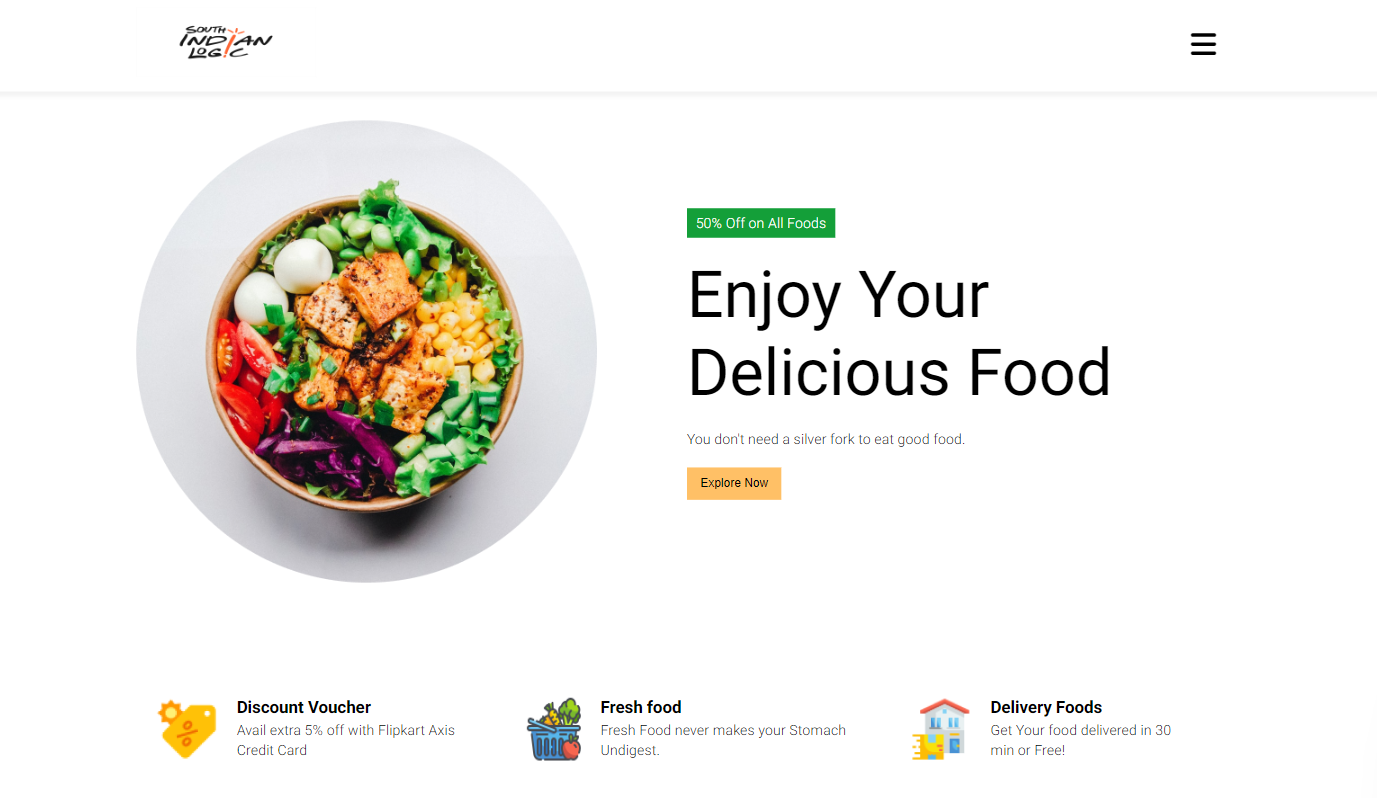 SOUTH
INDIAN
LOGIC
50% Off on All Foods
Enjoy Your
Delicious Food
You don't need a silver fork to eat good food.
Explore Now
Discount Voucher
Avail extra 5% off with Flipkart Axis
Credit Card
Fresh food
Fresh Food never makes your Stomach
Undigest.
Delivery Foods
Get Your food delivered in 30
min or Free!